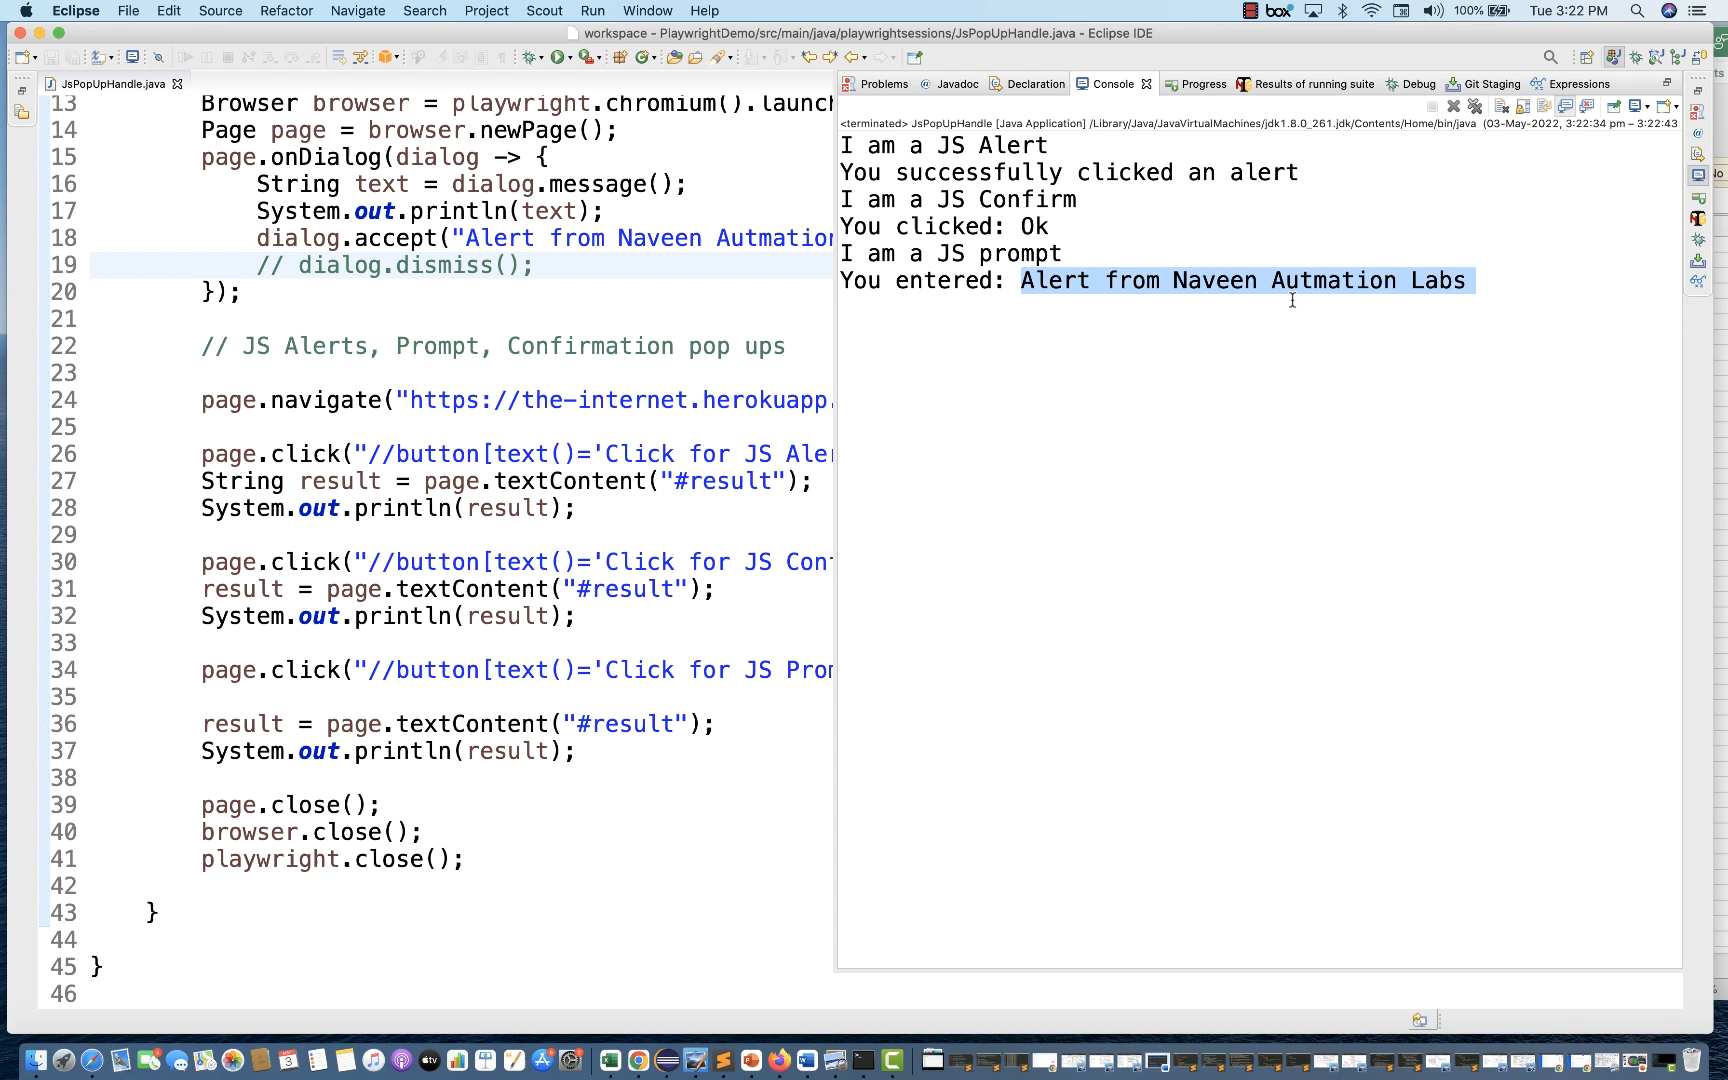 Eclipse File Edit Source Refactor Navigate Search Project Scout Run Window Help box 100% Tue 3:22 PM
workspace - PlaywrightDemo/src/main/java/playwrightsessions/JsPopUpHandle.java - Eclipse IDE
JsPopUpHandle.java
13 Browser browser = playwright.chromium().launch
14 Page page = browser.newPage();
15 page.onDialog(dialog -> {
16 String text = dialog.message();
17 System.out.println(text);
18 dialog.accept("Alert from Naveen Autmation
19 // dialog.dismiss();
20 });
21
22 // JS Alerts, Prompt, Confirmation pop ups
23
24 page.navigate("https://the-internet.herokuapp.
25
26 page.click("//button[text()='Click for JS Aler
27 String result = page.textContent("#result");
28 System.out.println(result);
29
30 page.click("//button[text()='Click for JS Conf
31 result = page.textContent("#result");
32 System.out.println(result);
33
34 page.click("//button[text()='Click for JS Prom
35
36 result = page.textContent("#result");
37 System.out.println(result);
38
39 page.close();
40 browser.close();
41 playwright.close();
42
43 }
44
45 }
46
Problems Javadoc Declaration Console Progress Results of running suite Debug Git Staging Expressions
<terminated> JsPopUpHandle [Java Application] /Library/Java/JavaVirtualMachines/jdk1.8.0_261.jdk/Contents/Home/bin/java (03-May-2022, 3:22:34 pm – 3:22:43
I am a JS Alert
You successfully clicked an alert
I am a JS Confirm
You clicked: Ok
I am a JS prompt
You entered: Alert from Naveen Autmation Labs